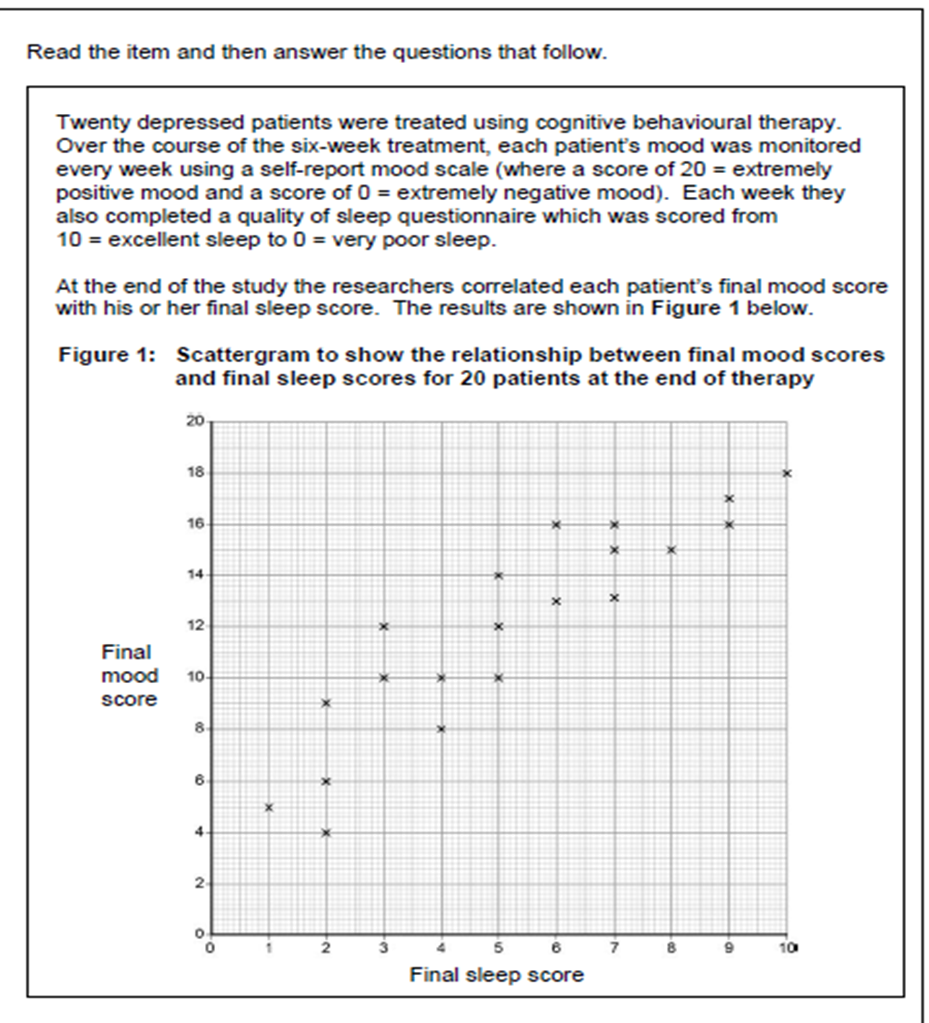 Read the item and then answer the questions that follow.
Twenty depressed patients were treated using cognitive behavioural therapy.
Over the course of the six-week treatment, each patient's mood was monitored
every week using a self-report mood scale (where a score of 20 = extremely
positive mood and a score of 0 = extremely negative mood). Each week they
also completed a quality of sleep questionnaire which was scored from
10 = excellent sleep to 0 = very poor sleep.
At the end of the study the researchers correlated each patient's final mood score
with his or her final sleep score. The results are shown in Figure 1 below.
Figure 1: Scattergram to show the relationship between final mood scores
and final sleep scores for 20 patients at the end of therapy
20
18
16
14
12
Final
mood
score
10
8
6
4
2
0
0 1 2 3 4 5 6 7 8 9 10
Final sleep score